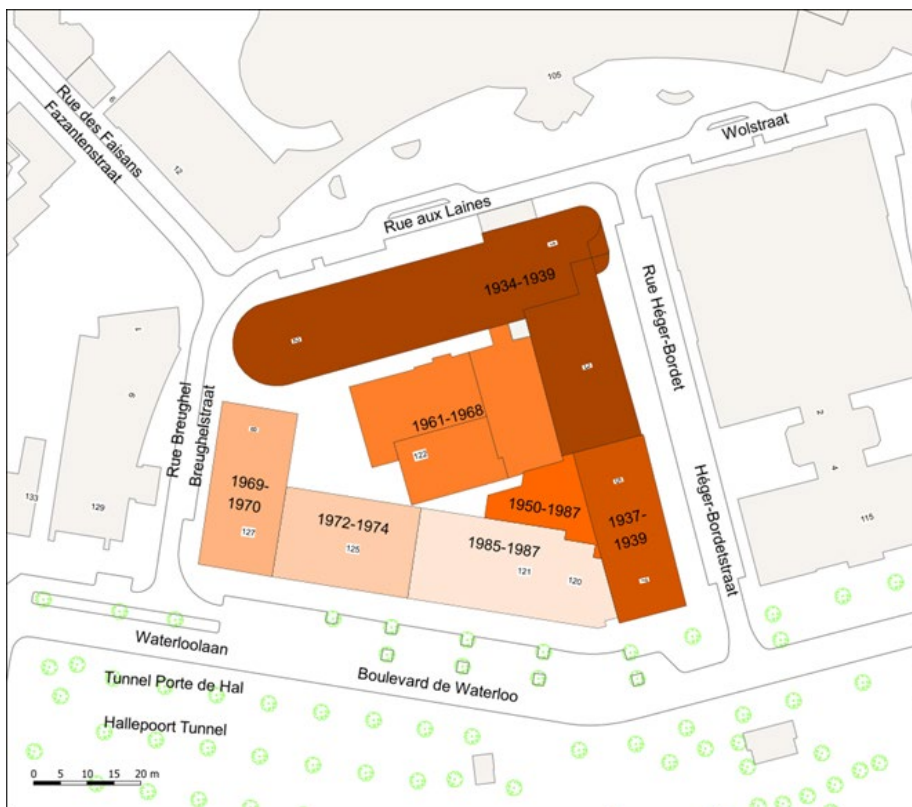 105
6
Rue des Faisans
Fazantenstraat
12
Wolstraat
Rue aux Laines
1934-1939
Rue Héger-Bordet
1
6
Rue Breughel
Breughelstraat
1961-1968
122
2
4
115
1969-
1970
127
1972-1974
125
1950-1987
1937-
1939
1985-1987
121
120
133
129
Héger-Bordetstraat
Waterloolaan
Boulevard de Waterloo
Tunnel Porte de Hal
Hallepoort Tunnel
0 5 10 15 20 m